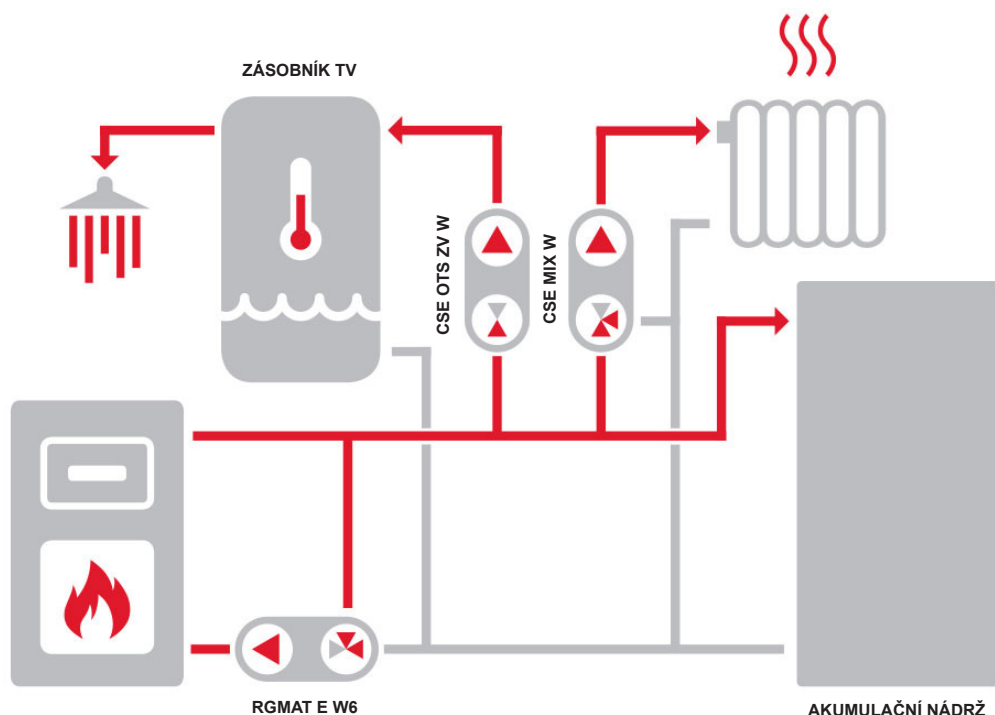 ZÁSOBNÍK TV
CSE OTS ZV W
CSE MIX W
RGMAT E W6
AKUMULAČNÍ NÁDRŽ